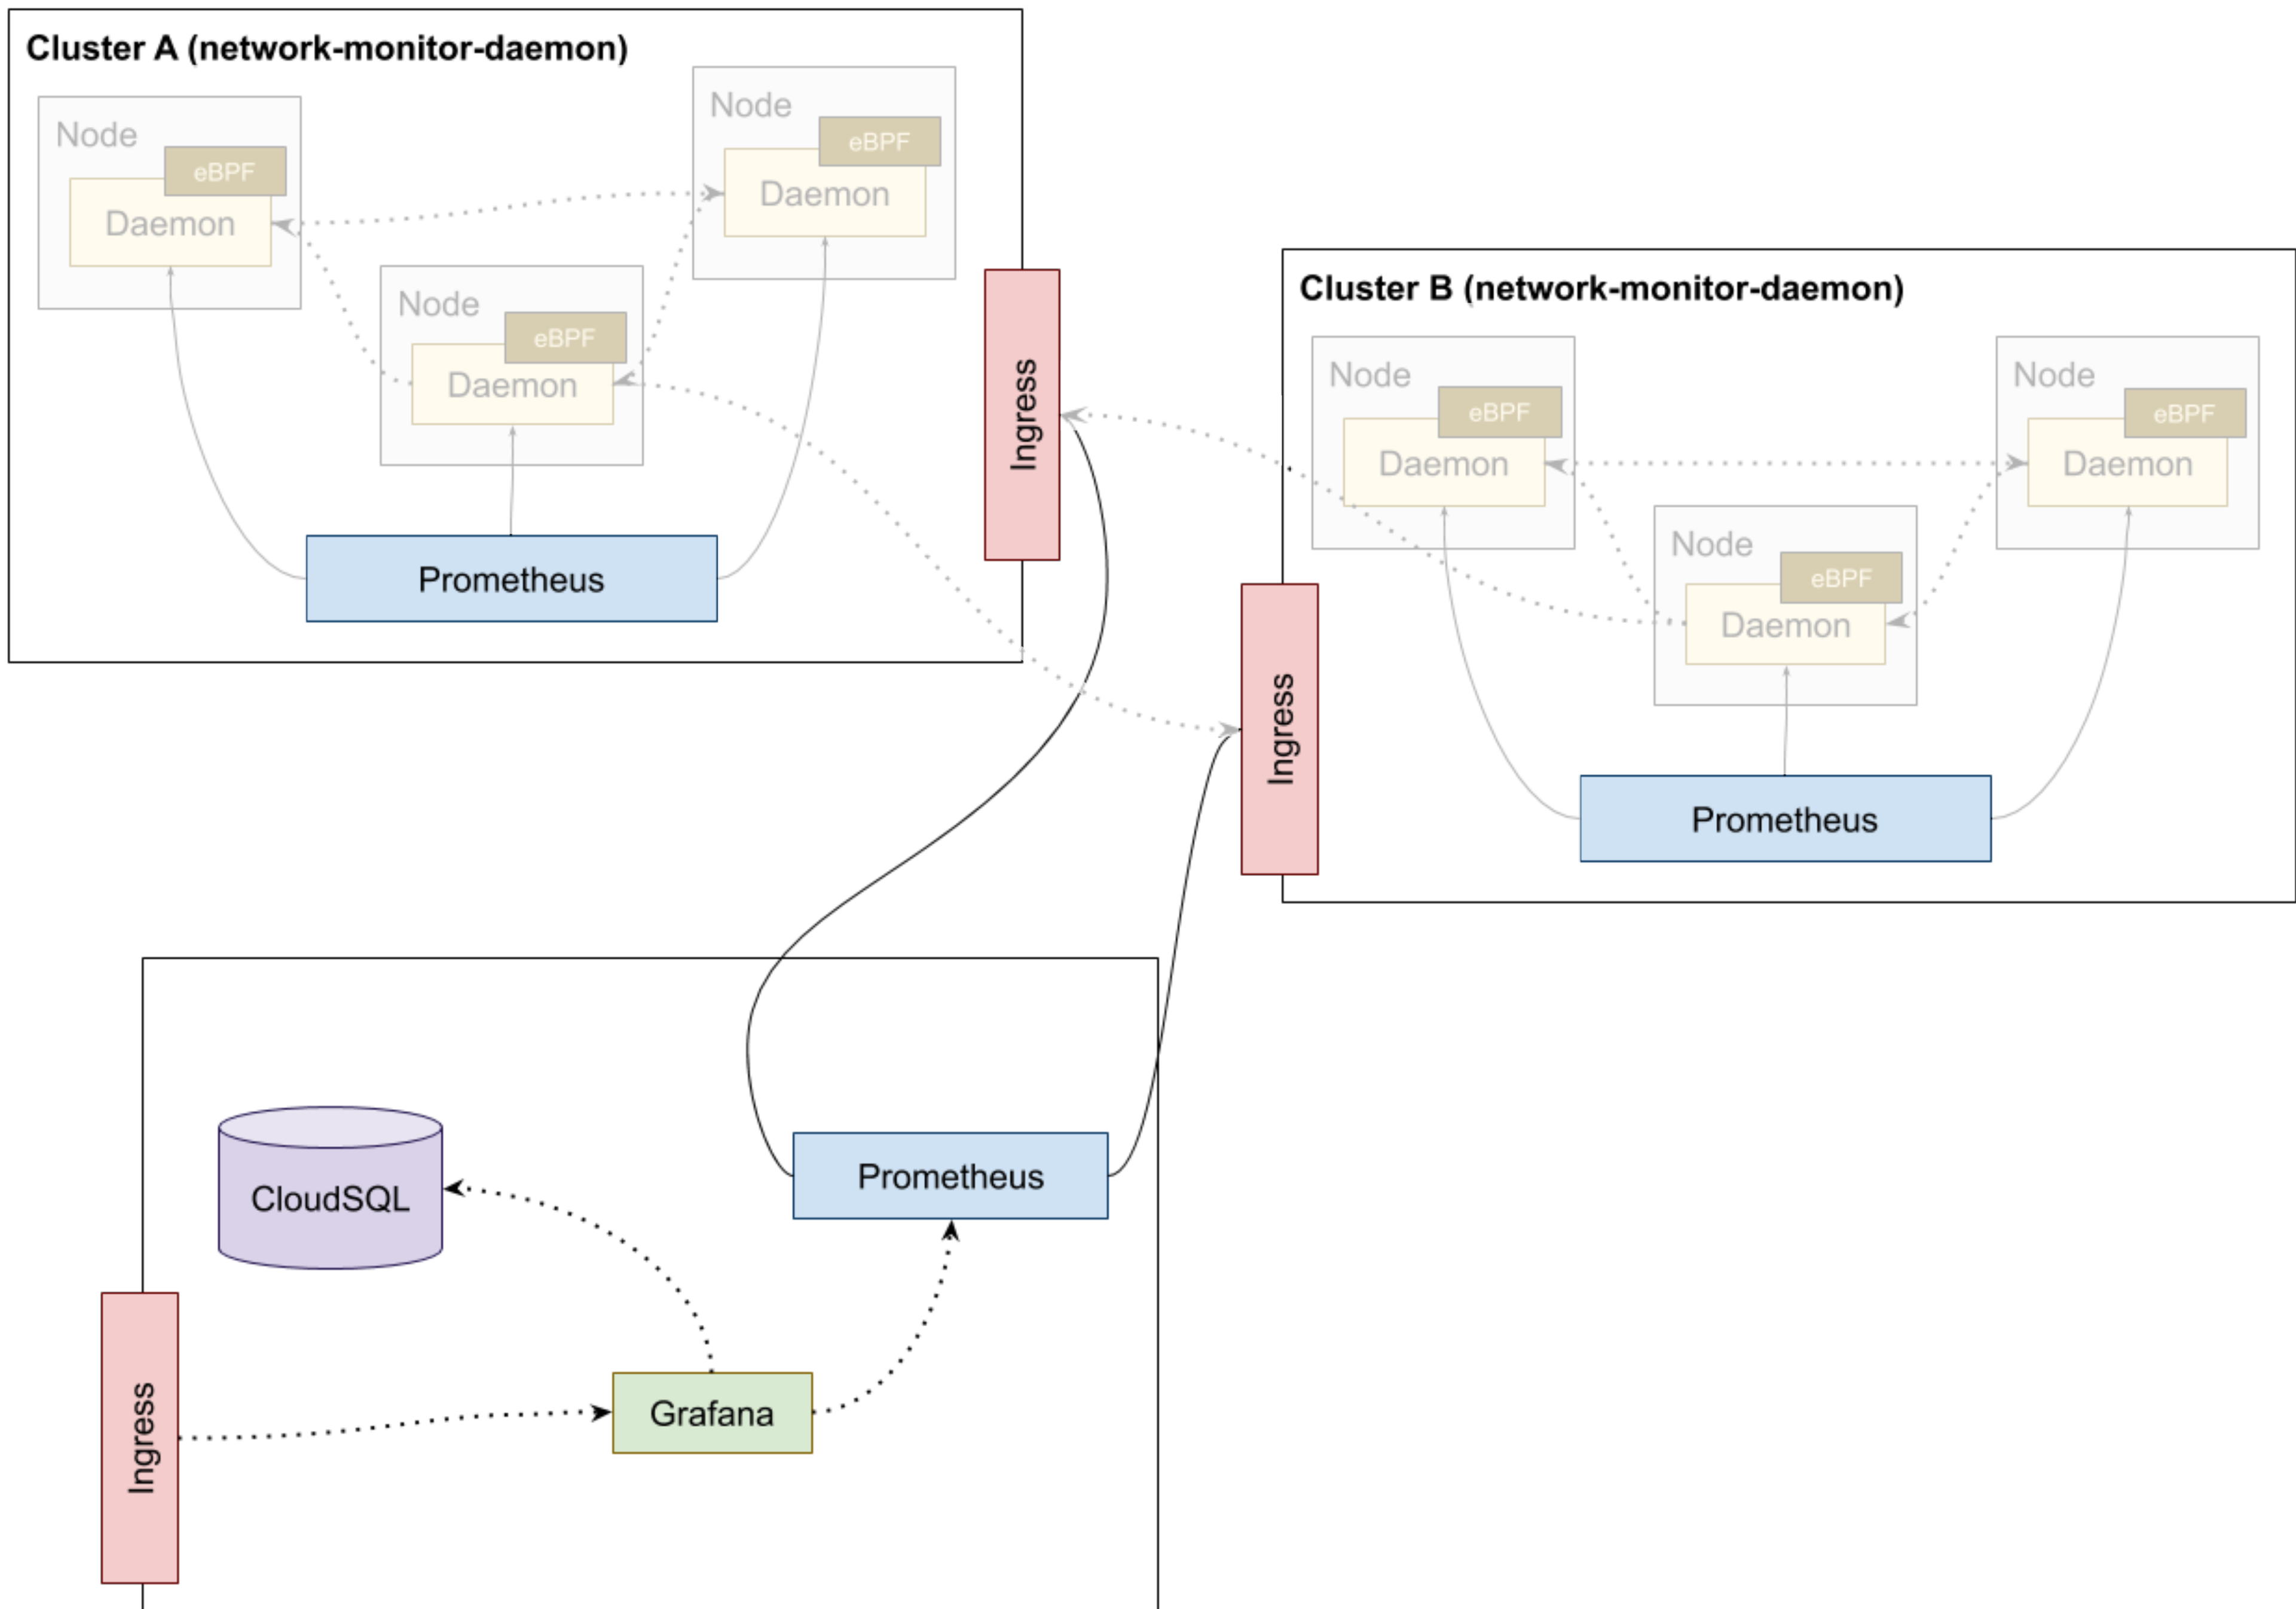 Cluster A (network-monitor-daemon)
Node
eBPF
Daemon
Node
eBPF
Daemon
Node
eBPF
Daemon
Prometheus
Ingress
Cluster B (network-monitor-daemon)
Node
eBPF
Daemon
Node
eBPF
Daemon
Node
eBPF
Daemon
Prometheus
Ingress
CloudSQL
Prometheus
Grafana
Ingress